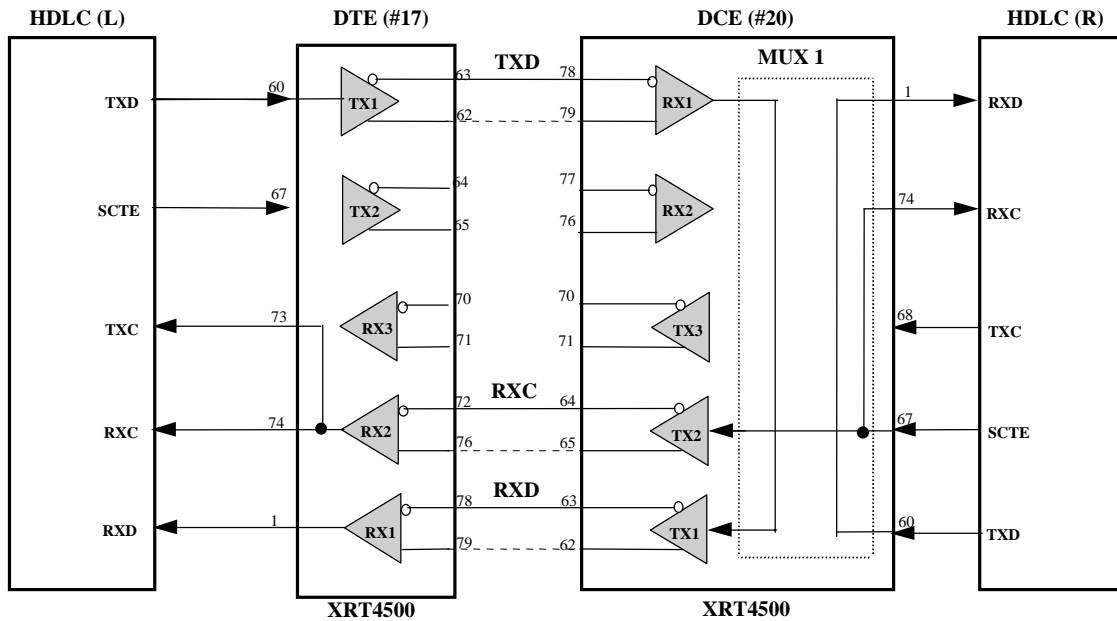 HDLC (L) DTE (#17) DCE (#20) HDLC (R)
TXD 60 TX1 63 TXD 78 RX1 MUX 1 1 RXD
62 79
SCTE 67 TX2 64 77 RX2 74 RXC
65 76
TXC 73 RX3 70 70 TX3 68 TXC
71 71
RXC 74 RX2 72 RXC 64 TX2 67 SCTE
76 65
RXD 1 RX1 78 RXD 63 TX1 60 TXD
79 62
XRT4500 XRT4500